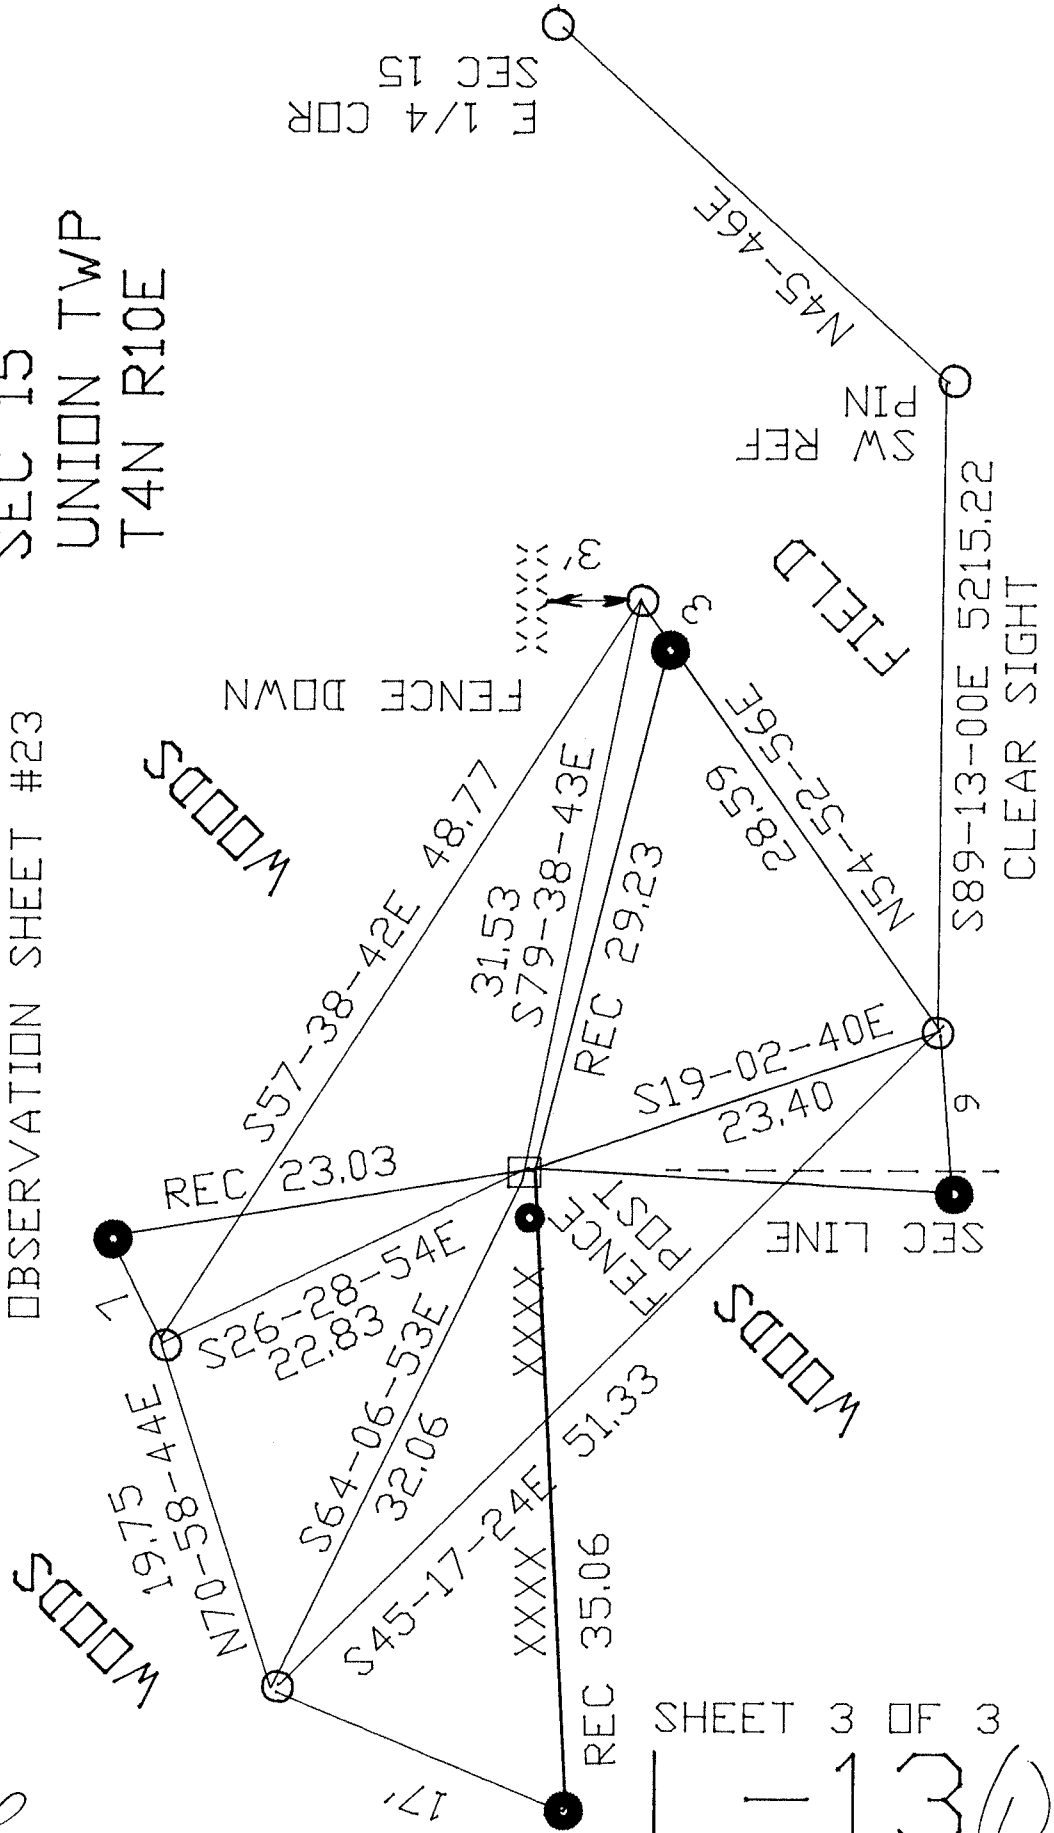 OBSERVATION SHEET #23
SEC 15
UNION TWP
T4N R10E
E 1/4 COR
SEC 15
N45-46E
SW REF
PIN
S89-13-00E 5215.22
CLEAR SIGHT
FIELD
3'
3
FENCE DOWN
WOODS
S57-38-42E 48.77
31.53
S79-38-43E
REC 29.23
28.59
N54-52-56E
S19-02-40E
23.40
9
SEC LINE
FENCE
POST
REC 23.03
7
S26-28-54E
22.83
S64-06-53E
32.06
XXXX
WOODS
S45-17-24E 51.33
19.75
N70-58-44E
WOODS
XXXX
REC 35.06
17'
XXXXX
SHEET 3 OF 3
-13